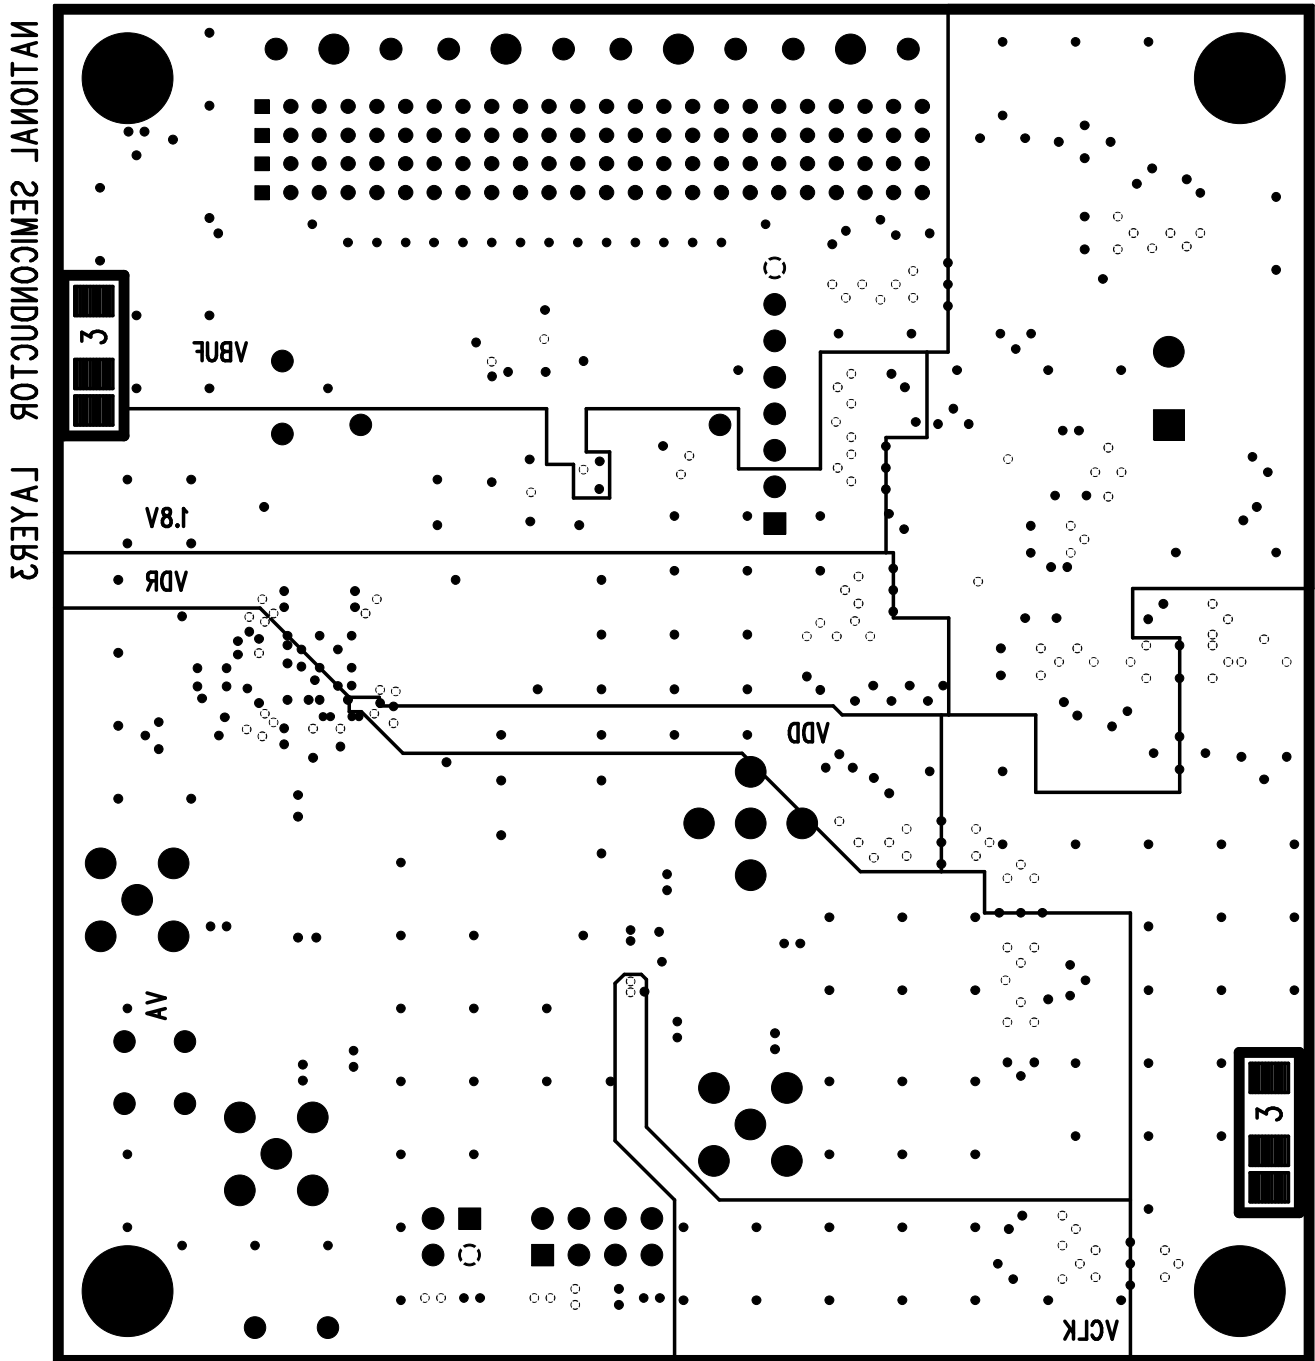 NATIONAL SEMICONDUCTOR LAYER3
3
VBUF
1.8V
VDR
VDD
AV
3
VCLK